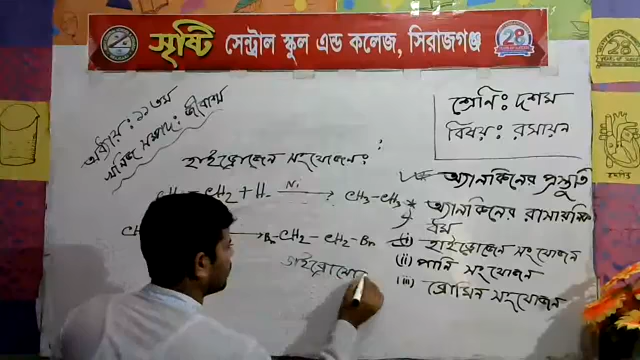 সৃষ্টি সেন্ট্রাল স্কুল এন্ড কলেজ, সিরাজগঞ্জ
28
28
অধ্যায়: ১১তম
খনিজ সম্পদ: জীবাশ্ম
শ্রেণি: দশম
বিষয়: রসায়ন
হাইড্রোজেন সংযোজন:
CH2 + H2 Ni CH3-CH3
Br-CH2-CH2-Br
ডাইব্রোমো
অ্যালকিনের প্রস্তুতি
* অ্যালকিনের রাসায়নিক
ধর্ম
(i) হাইড্রোজেন সংযোজন
(ii) পানি সংযোজন
(iii) ব্রোমিন সংযোজন